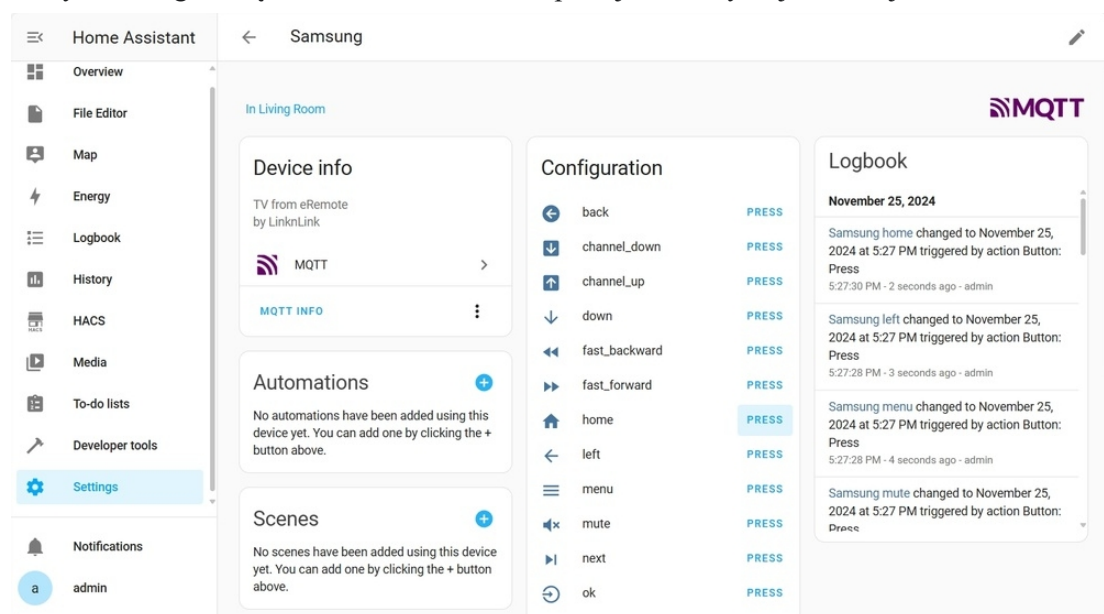 Home Assistant
Overview
File Editor
Map
Energy
Logbook
History
HACS
HACS
Media
To-do lists
Developer tools
Settings
Notifications
a
admin
Samsung
In Living Room
MQTT
Device info
TV from eRemote
by LinknLink
MQTT
MQTT INFO
Automations
No automations have been added using this
device yet. You can add one by clicking the +
button above.
Scenes
No scenes have been added using this device
yet. You can add one by clicking the + button
above.
Configuration
back PRESS
channel_down PRESS
channel_up PRESS
down PRESS
fast_backward PRESS
fast_forward PRESS
home PRESS
left PRESS
menu PRESS
mute PRESS
next PRESS
ok PRESS
Logbook
November 25, 2024
Samsung home changed to November 25,
2024 at 5:27 PM triggered by action Button:
Press
5:27:30 PM - 2 seconds ago - admin
Samsung left changed to November 25,
2024 at 5:27 PM triggered by action Button:
Press
5:27:28 PM - 3 seconds ago - admin
Samsung menu changed to November 25,
2024 at 5:27 PM triggered by action Button:
Press
5:27:28 PM - 4 seconds ago - admin
Samsung mute changed to November 25,
2024 at 5:27 PM triggered by action Button:
Press